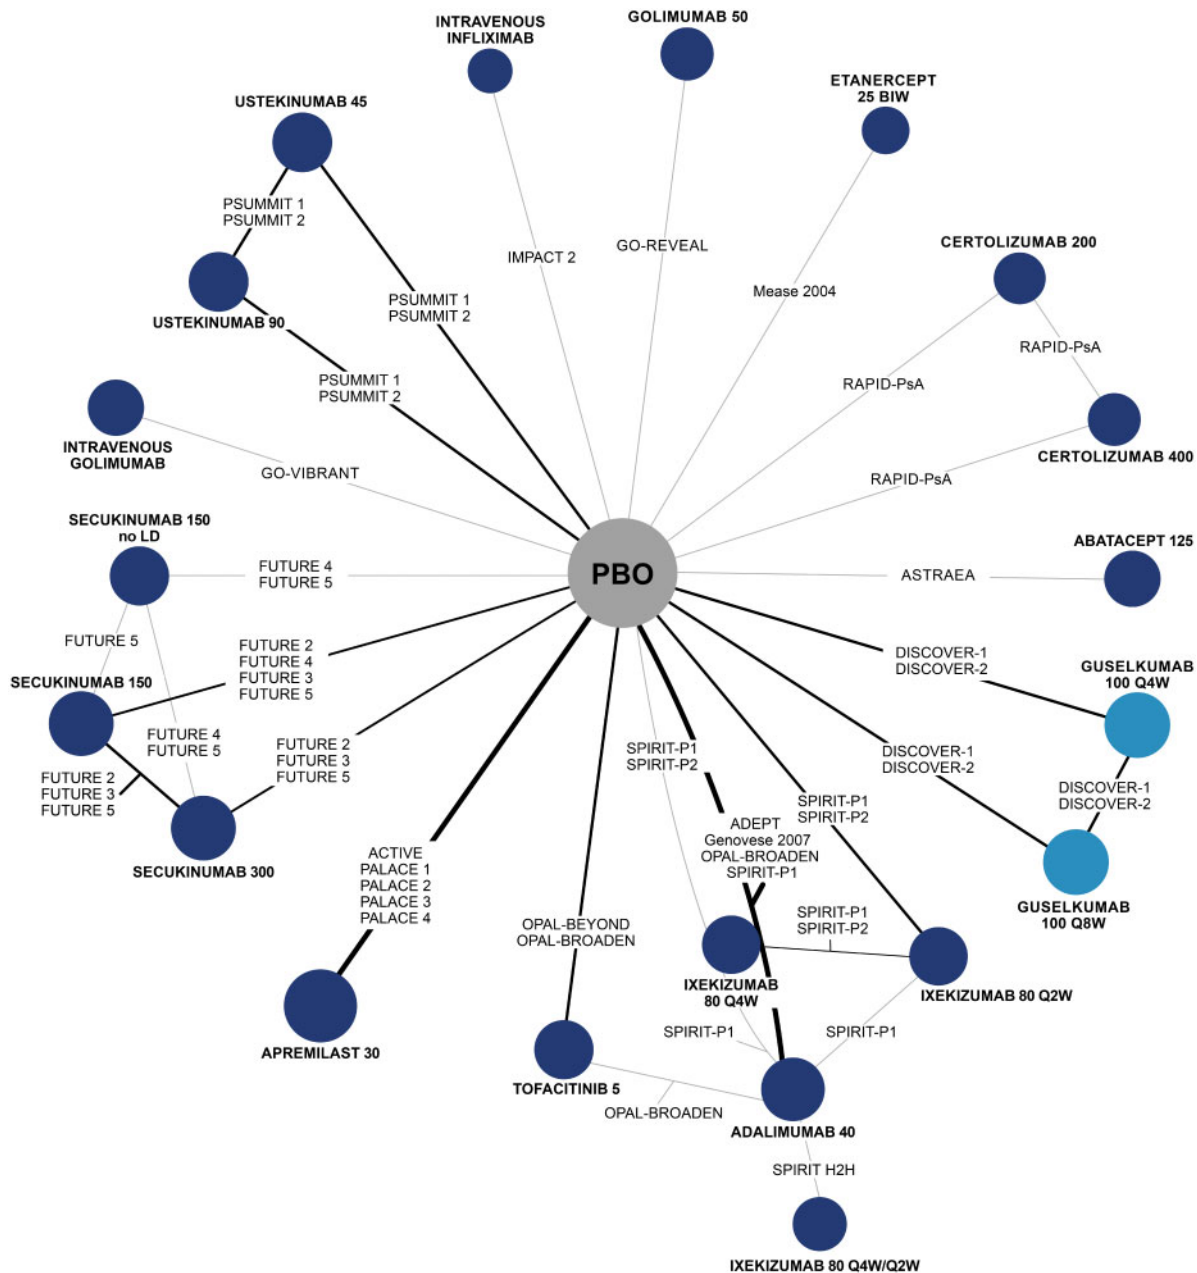 INTRAVENOUS
INFLIXIMAB
GOLIMUMAB 50
ETANERCEPT
25 BIW
USTEKINUMAB 45
PSUMMIT 1
PSUMMIT 2
USTEKINUMAB 90
IMPACT 2
GO-REVEAL
Mease 2004
CERTOLIZUMAB 200
RAPID-PsA
PSUMMIT 1
PSUMMIT 2
PSUMMIT 1
PSUMMIT 2
RAPID-PsA
INTRAVENOUS
GOLIMUMAB
GO-VIBRANT
RAPID-PsA
CERTOLIZUMAB 400
SECUKINUMAB 150
no LD
FUTURE 4
FUTURE 5
PBO
ASTRAEA
ABATACEPT 125
FUTURE 5
SECUKINUMAB 150
FUTURE 2
FUTURE 4
FUTURE 3
FUTURE 5
DISCOVER-1
DISCOVER-2
GUSELKUMAB
100 Q4W
FUTURE 4
FUTURE 5
FUTURE 2
FUTURE 3
FUTURE 5
FUTURE 2
FUTURE 3
FUTURE 5
SECUKINUMAB 300
SPIRIT-P1
SPIRIT-P2
DISCOVER-1
DISCOVER-2
DISCOVER-1
DISCOVER-2
SPIRIT-P1
SPIRIT-P2
ADEPT
Genovese 2007
OPAL-BROADEN
SPIRIT-P1
ACTIVE
PALACE 1
PALACE 2
PALACE 3
PALACE 4
GUSELKUMAB
100 Q8W
OPAL-BEYOND
OPAL-BROADEN
SPIRIT-P1
SPIRIT-P2
IXEKIZUMAB
80 Q4W
IXEKIZUMAB 80 Q2W
APREMILAST 30
SPIRIT-P1
SPIRIT-P1
TOFACITINIB 5
OPAL-BROADEN
ADALIMUMAB 40
SPIRIT H2H
IXEKIZUMAB 80 Q4W/Q2W